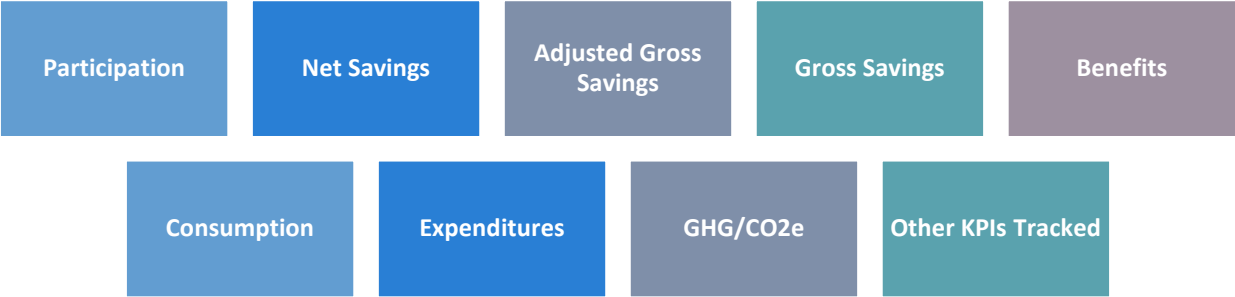 Participation
Net Savings
Adjusted Gross
Savings
Gross Savings
Benefits
Consumption
Expenditures
GHG/CO2e
Other KPIs Tracked